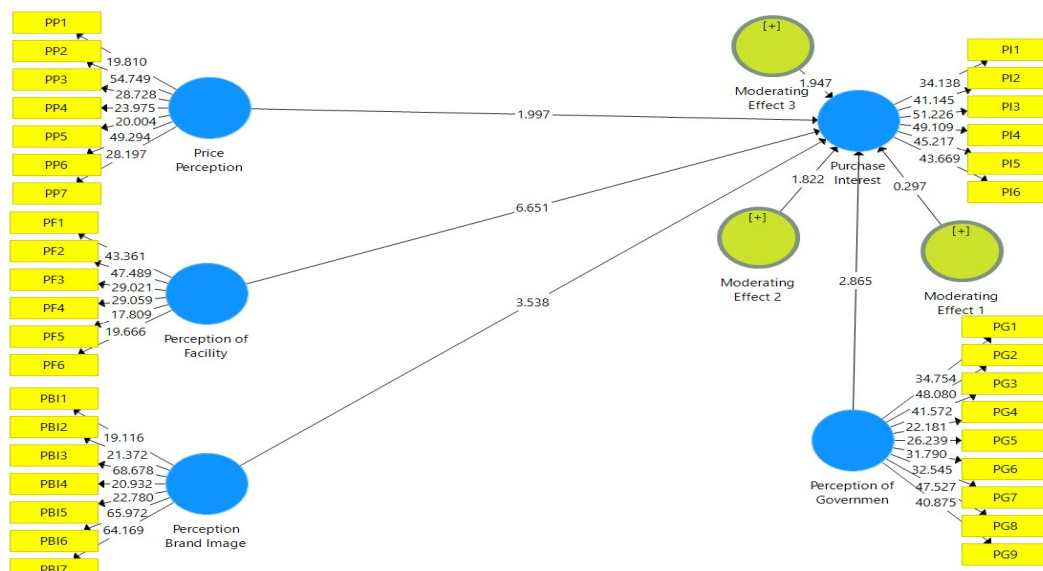 PP1
PP2
PP3
PP4
PP5
PP6
PP7
19.810
54.749
28.728
23.975
20.004
49.294
28.197
Price
Perception
1.997
[+]
Moderating
Effect 3
1.947
PI1
PI2
PI3
PI4
PI5
PI6
34.138
41.145
51.226
49.109
45.217
43.669
Purchase
Interest
PF1
PF2
PF3
PF4
PF5
PF6
43.361
47.489
29.021
29.059
17.809
19.666
Perception of
Facility
6.651
[+]
Moderating
Effect 2
1.822
[+]
Moderating
Effect 1
0.297
2.865
PBI1
PBI2
PBI3
PBI4
PBI5
PBI6
PBI7
19.116
21.372
68.678
20.932
22.780
65.972
64.169
Perception
Brand Image
3.538
PG1
PG2
PG3
PG4
PG5
PG6
PG7
PG8
PG9
34.754
48.080
41.572
22.181
26.239
31.790
32.545
47.527
40.875
Perception of
Governmen